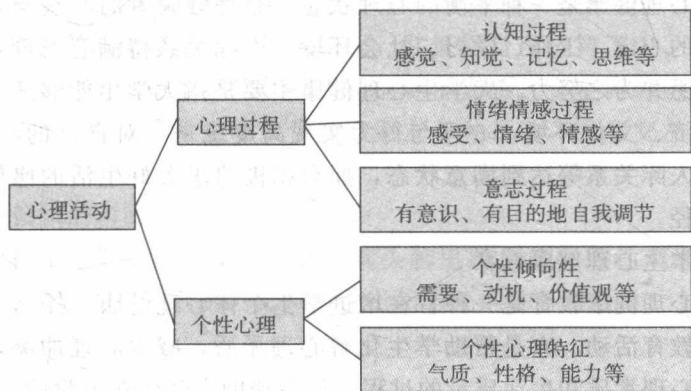 认知过程
感觉、知觉、记忆、思维等
心理过程
情绪情感过程
感受、情绪、情感等
意志过程
有意识、有目的地自我调节
心理活动
个性倾向性
需要、动机、价值观等
个性心理
个性心理特征
气质、性格、能力等